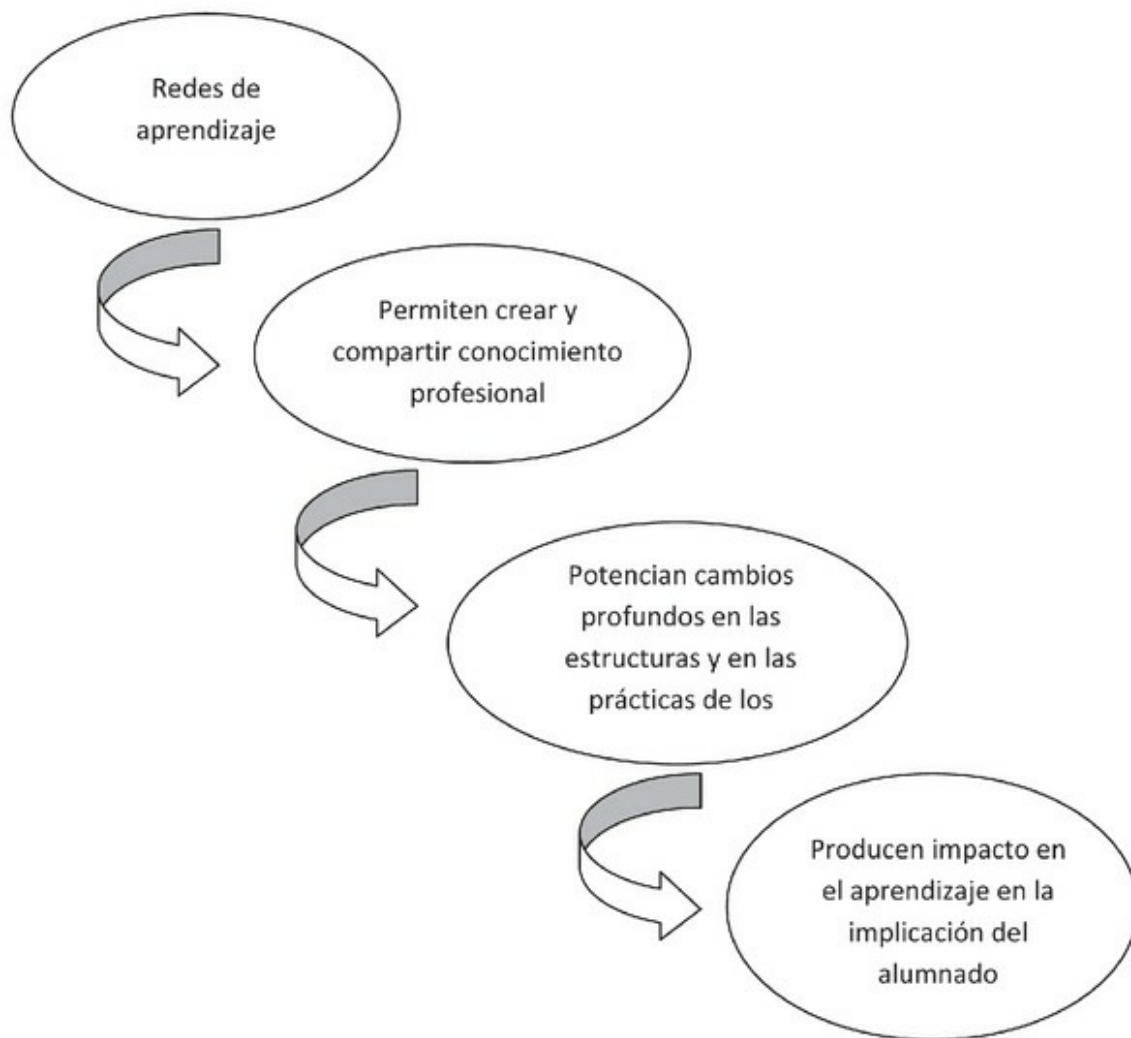 Redes de
aprendizaje
Permiten crear y
compartir conocimiento
profesional
Potencian cambios
profundos en las
estructuras y en las
prácticas de los
Producen impacto en
el aprendizaje en la
implicación del
alumnado